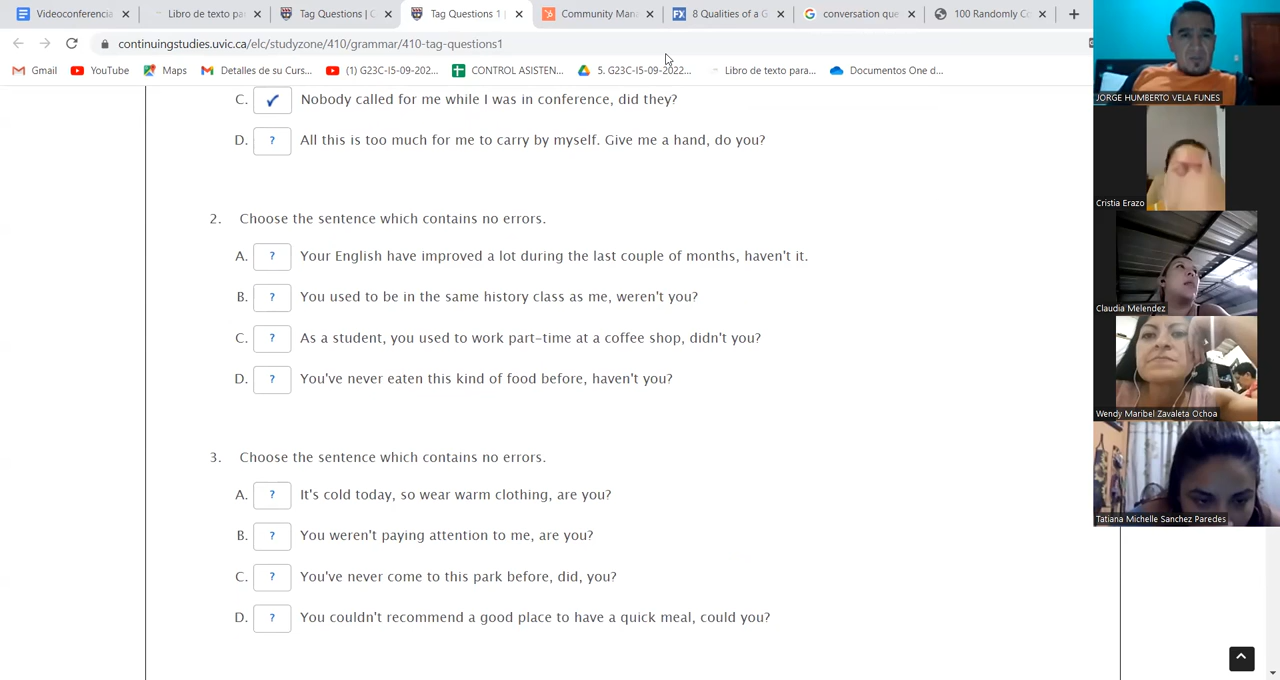 Videoconferencia
Libro de texto pa
Tag Questions | C
Tag Questions 1 |
Community Man
8 Qualities of a G
conversation que
100 Randomly Co
continuingstudies.uvic.ca/elc/studyzone/410/grammar/410-tag-questions1
Gmail
YouTube
Maps
Detalles de su Curs...
(1) G23C-I5-09-202...
CONTROL ASISTEN...
5. G23C-I5-09-2022...
Libro de texto para...
Documentos One d...
C. Nobody called for me while I was in conference, did they?
D. ? All this is too much for me to carry by myself. Give me a hand, do you?
2. Choose the sentence which contains no errors.
A. ? Your English have improved a lot during the last couple of months, haven't it.
B. ? You used to be in the same history class as me, weren't you?
C. ? As a student, you used to work part-time at a coffee shop, didn't you?
D. ? You've never eaten this kind of food before, haven't you?
3. Choose the sentence which contains no errors.
A. ? It's cold today, so wear warm clothing, are you?
B. ? You weren't paying attention to me, are you?
C. ? You've never come to this park before, did, you?
D. ? You couldn't recommend a good place to have a quick meal, could you?
JORGE HUMBERTO VELA FUNES
Cristia Erazo
Claudia Melendez
Wendy Maribel Zavaleta Ochoa
Tatiana Michelle Sanchez Paredes